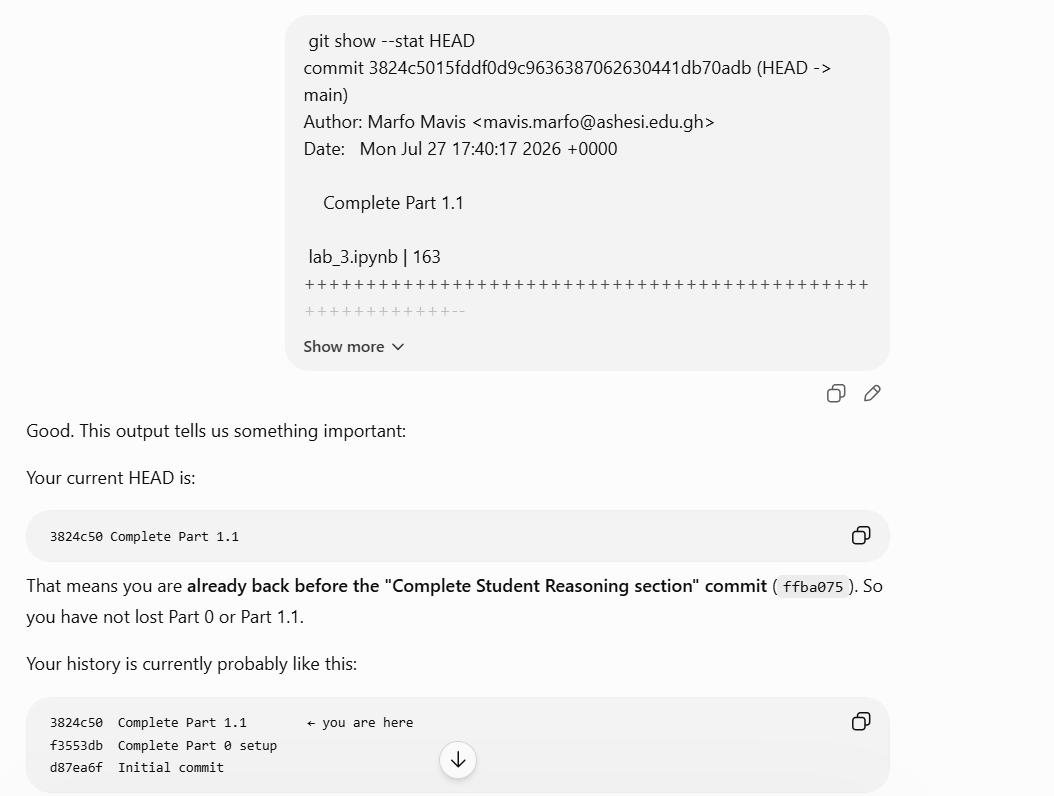 git show --stat HEAD
commit 3824c5015fddf0d9c9636387062630441db70adb (HEAD ->
main)
Author: Marfo Mavis <mavis.marfo@ashesi.edu.gh>
Date:   Mon Jul 27 17:40:17 2026 +0000
Complete Part 1.1
lab_3.ipynb | 163
++++++++++++++++++++++++++++++++++++++++++++++
+++++++++++++--
Show more
Good. This output tells us something important:
Your current HEAD is:
3824c50 Complete Part 1.1
That means you are already back before the "Complete Student Reasoning section" commit (ffba075). So
you have not lost Part 0 or Part 1.1.
Your history is currently probably like this:
3824c50  Complete Part 1.1        ← you are here
f3553db  Complete Part 0 setup
d87ea6f  Initial commit